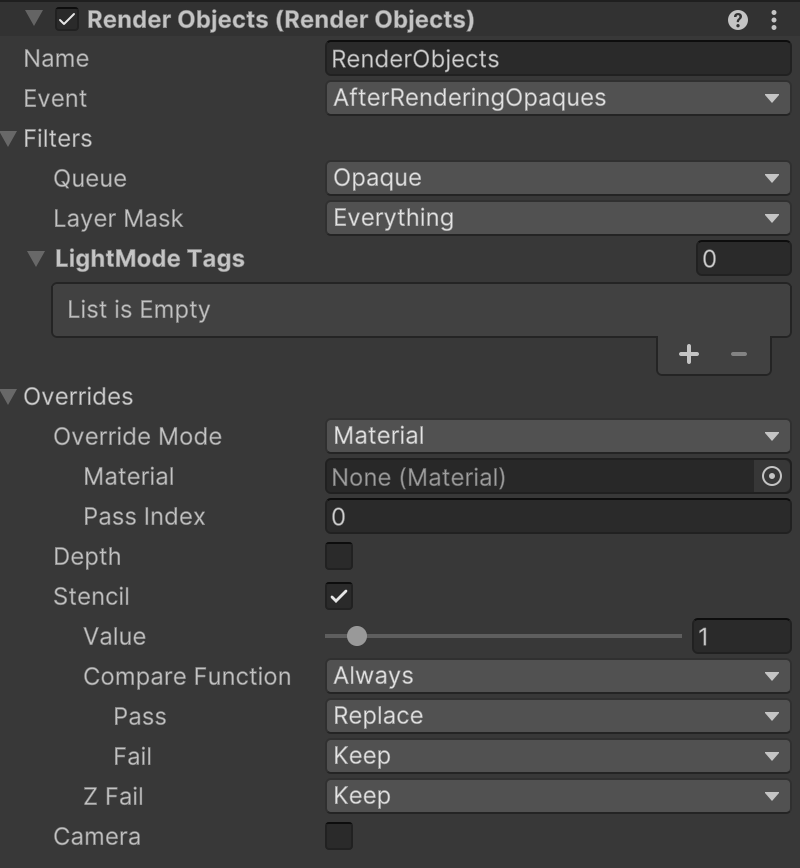 Render Objects (Render Objects)
Name RenderObjects
Event AfterRenderingOpaques
Filters
Queue Opaque
Layer Mask Everything
LightMode Tags 0
List is Empty
Overrides
Override Mode Material
Material None (Material)
Pass Index 0
Depth
Stencil
Value 1
Compare Function Always
Pass Replace
Fail Keep
Z Fail Keep
Camera